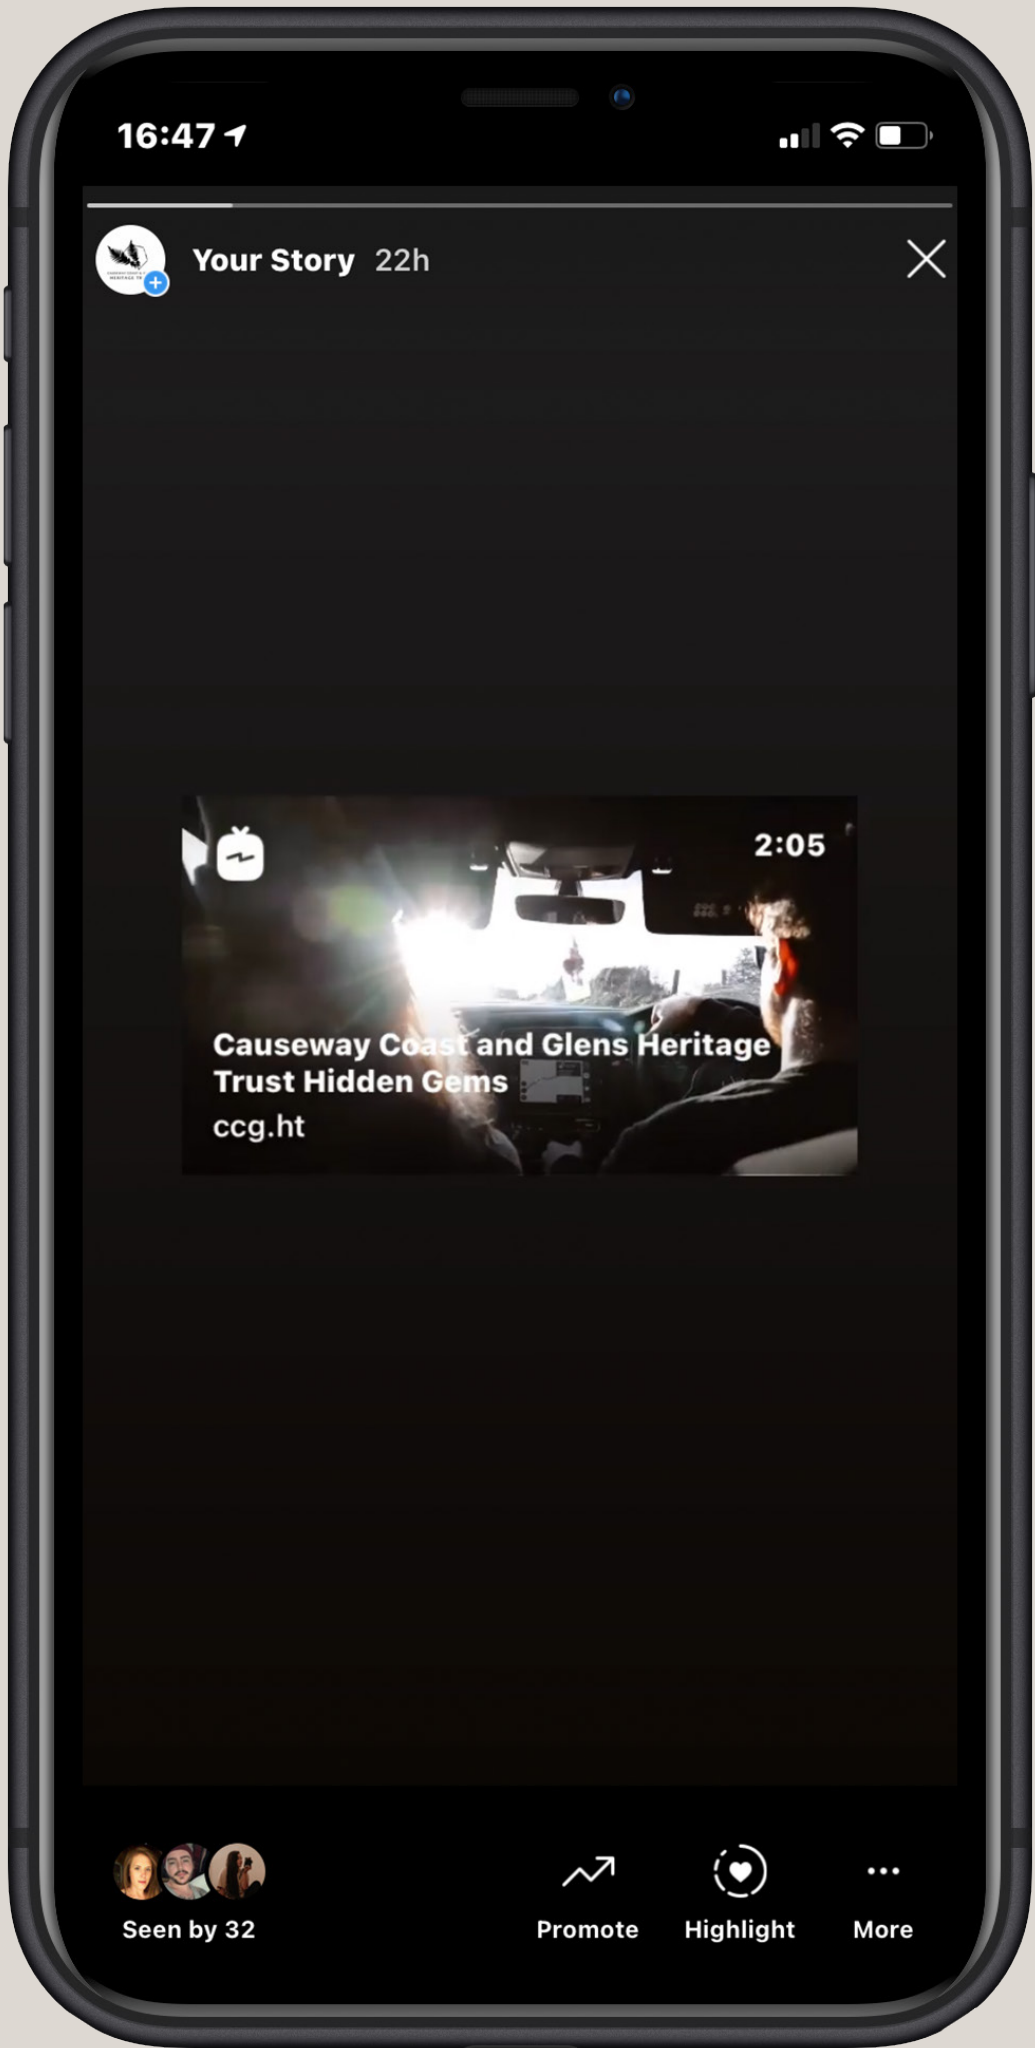 16:47
Your Story 22h
2:05
Causeway Coast and Glens Heritage
Trust Hidden Gems
ccg.ht
Seen by 32
Promote
Highlight
More